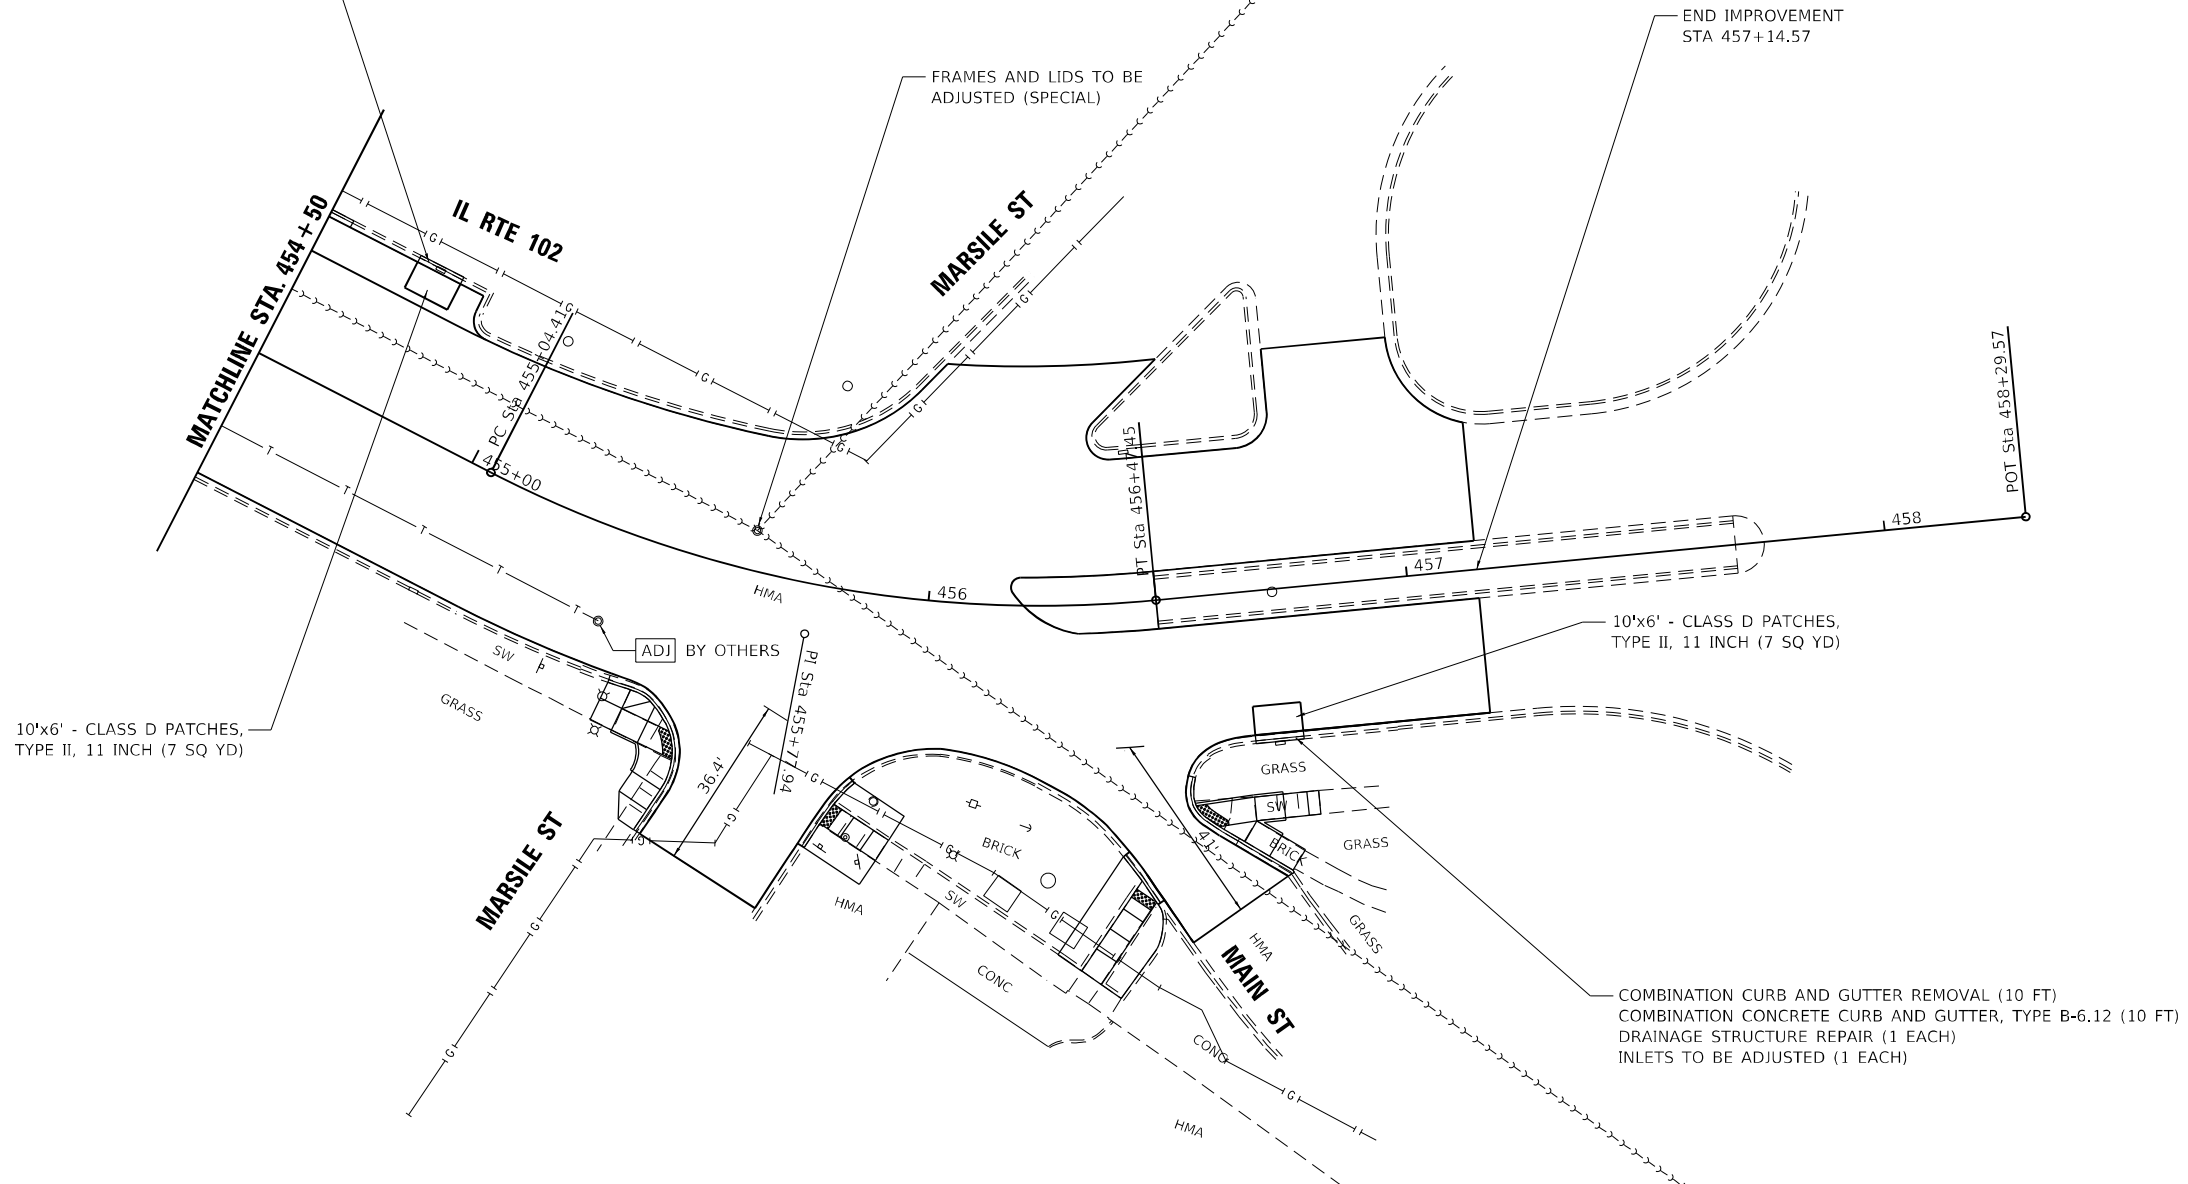 END IMPROVEMENT
STA 457+14.57
FRAMES AND LIDS TO BE
ADJUSTED (SPECIAL)
MATCHLINE STA. 454+50
IL RTE 102
MARSILE ST
G
G
G
G
G
G
G
PC Sta 455+04.41
455+00
PT Sta 456+47.45
POT Sta 458+29.57
458
457
456
T
T
T
T
T
HMA
10'x6' - CLASS D PATCHES,
TYPE II, 11 INCH (7 SQ YD)
ADJ BY OTHERS
SW
GRASS
PI Sta 455+77.94
36.4'
10'x6' - CLASS D PATCHES,
TYPE II, 11 INCH (7 SQ YD)
GRASS
SW
41'
BRICK
GRASS
GRASS
MARSILE ST
G
G
G
G
G
G
G
BRICK
HMA
SW
CONC
HMA
MAIN ST
CONC
G
HMA
COMBINATION CURB AND GUTTER REMOVAL (10 FT)
COMBINATION CONCRETE CURB AND GUTTER, TYPE B-6.12 (10 FT)
DRAINAGE STRUCTURE REPAIR (1 EACH)
INLETS TO BE ADJUSTED (1 EACH)